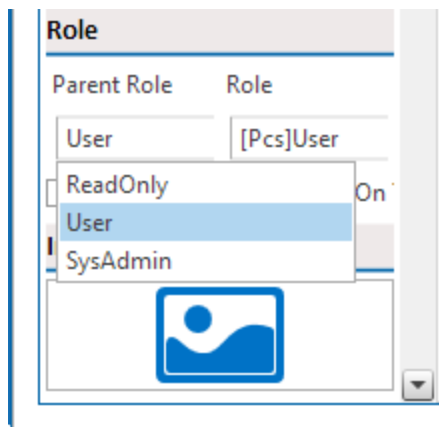 Role
Parent Role Role
User [Pcs]User
ReadOnly
On
User
SysAdmin